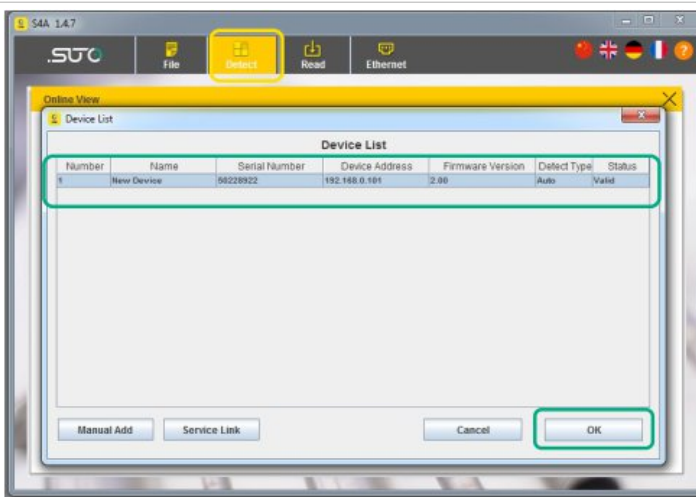 S4A 1.4.7
.SUTO
File
Detect
Read
Ethernet
?
Online View
Device List
Device List
Number Name Serial Number Device Address Firmware Version Detect Type Status
1 New Device 50228922 192.168.0.101 2.00 Auto Valid
Manual Add Service Link Cancel OK